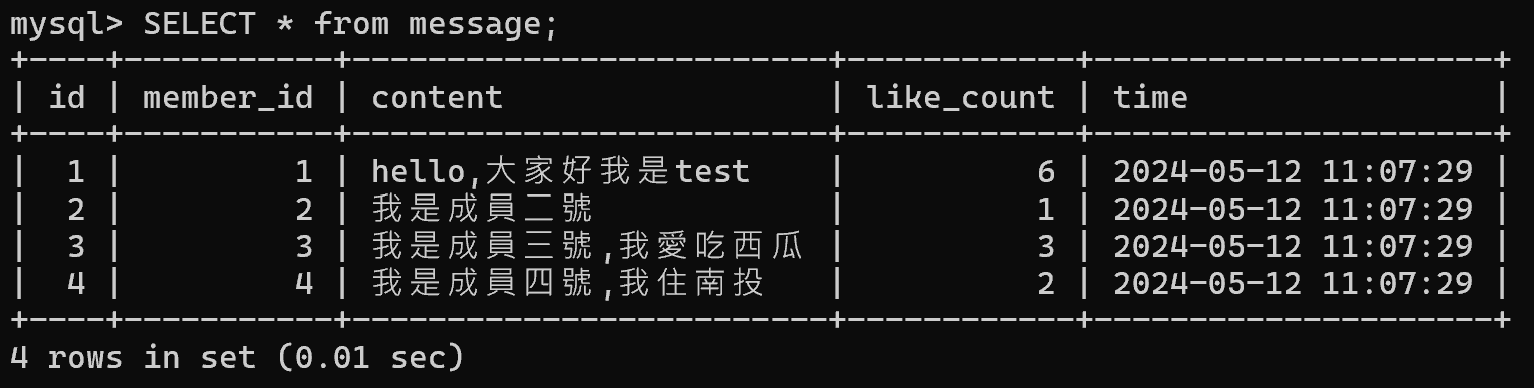 mysql> SELECT * from message;
+----+-----------+-------------------------+------------+---------------------+
| id | member_id | content                 | like_count | time                |
+----+-----------+-------------------------+------------+---------------------+
|  1 |         1 | hello,大家好我是test    |          6 | 2024-05-12 11:07:29 |
|  2 |         2 | 我是成員二號            |          1 | 2024-05-12 11:07:29 |
|  3 |         3 | 我是成員三號,我愛吃西瓜 |          3 | 2024-05-12 11:07:29 |
|  4 |         4 | 我是成員四號,我住南投   |          2 | 2024-05-12 11:07:29 |
+----+-----------+-------------------------+------------+---------------------+
4 rows in set (0.01 sec)